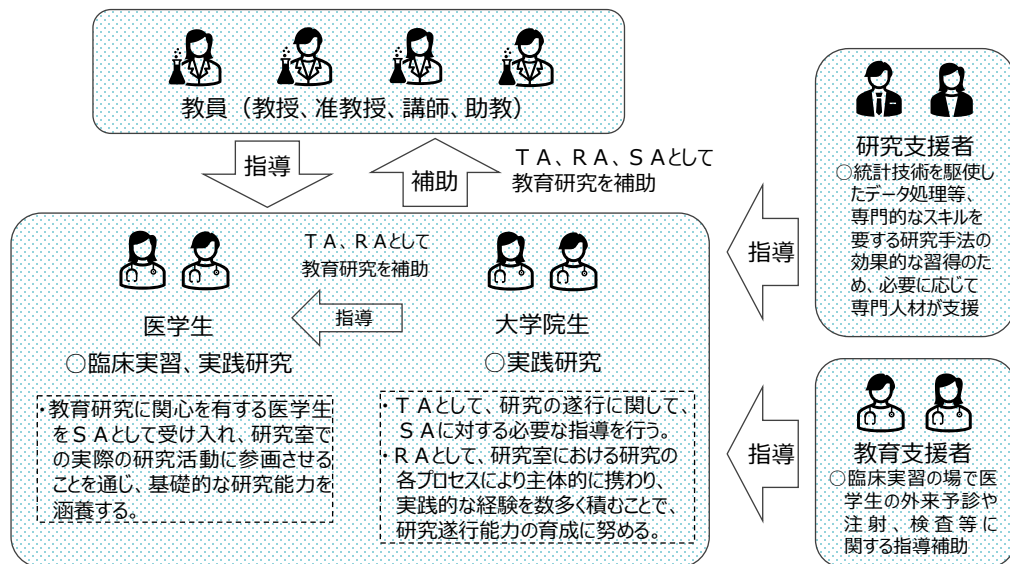 教員（教授、准教授、講師、助教）
指導
補助
ＴＡ、ＲＡ、ＳＡとして
教育研究を補助
医学生
○臨床実習、実践研究
・教育研究に関心を有する医学生
をＳＡとして受け入れ、研究室で
の実際の研究活動に参画させる
ことを通じ、基礎的な研究能力を
涵養する。
ＴＡ、ＲＡとして
教育研究を補助
指導
大学院生
○実践研究
・ＴＡとして、研究の遂行に関して、
ＳＡに対する必要な指導を行う。
・ＲＡとして、研究室における研究の
各プロセスにより主体的に携わり、
実践的な経験を数多く積むことで、
研究遂行能力の育成に努める。
指導
研究支援者
○統計技術を駆使し
たデータ処理等、
専門的なスキルを
要する研究手法の
効果的な習得のた
め、必要に応じて
専門人材が支援
指導
教育支援者
○臨床実習の場で医
学生の外来予診や
注射、検査等に
関する指導補助